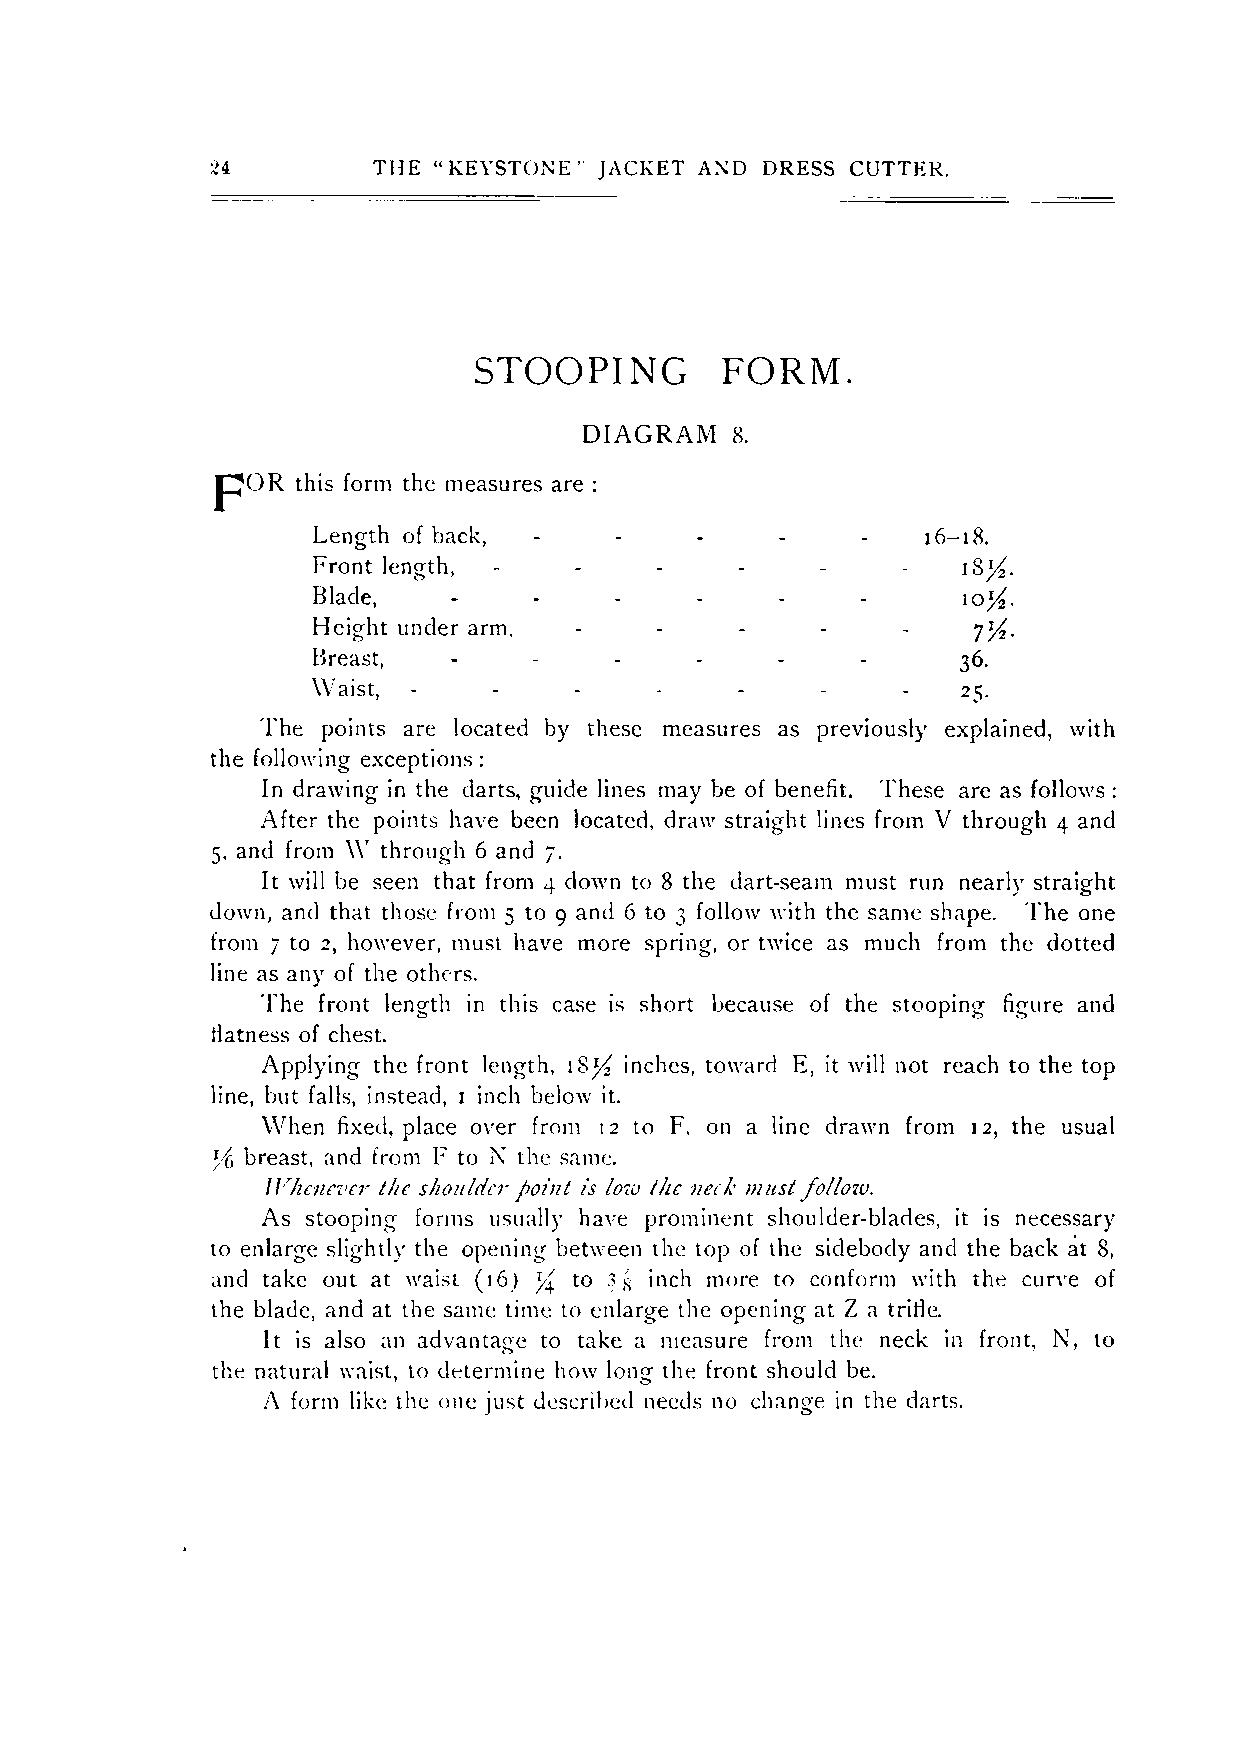 24 THE "KEYSTONE" JACKET AND DRESS CUTTER.
STOOPING FORM.
DIAGRAM 8.
FOR this form the measures are :
Length of back, - - - - - 16–18.
Front length, - - - - - - 18½.
Blade, - - - - - - 10½.
Height under arm, - - - - - 7½.
Breast, - - - - - - 36.
Waist, - - - - - - - 25.
The points are located by these measures as previously explained, with
the following exceptions :
In drawing in the darts, guide lines may be of benefit. These are as follows :
After the points have been located, draw straight lines from V through 4 and
5, and from W through 6 and 7.
It will be seen that from 4 down to 8 the dart-seam must run nearly straight
down, and that those from 5 to 9 and 6 to 3 follow with the same shape. The one
from 7 to 2, however, must have more spring, or twice as much from the dotted
line as any of the others.
The front length in this case is short because of the stooping figure and
flatness of chest.
Applying the front length, 18½ inches, toward E, it will not reach to the top
line, but falls, instead, 1 inch below it.
When fixed, place over from 12 to F, on a line drawn from 12, the usual
⅙ breast, and from F to N the same.
Whenever the shoulder point is low the neck must follow.
As stooping forms usually have prominent shoulder-blades, it is necessary
to enlarge slightly the opening between the top of the sidebody and the back at 8,
and take out at waist (16) ¼ to ⅜ inch more to conform with the curve of
the blade, and at the same time to enlarge the opening at Z a trifle.
It is also an advantage to take a measure from the neck in front, N, to
the natural waist, to determine how long the front should be.
A form like the one just described needs no change in the darts.